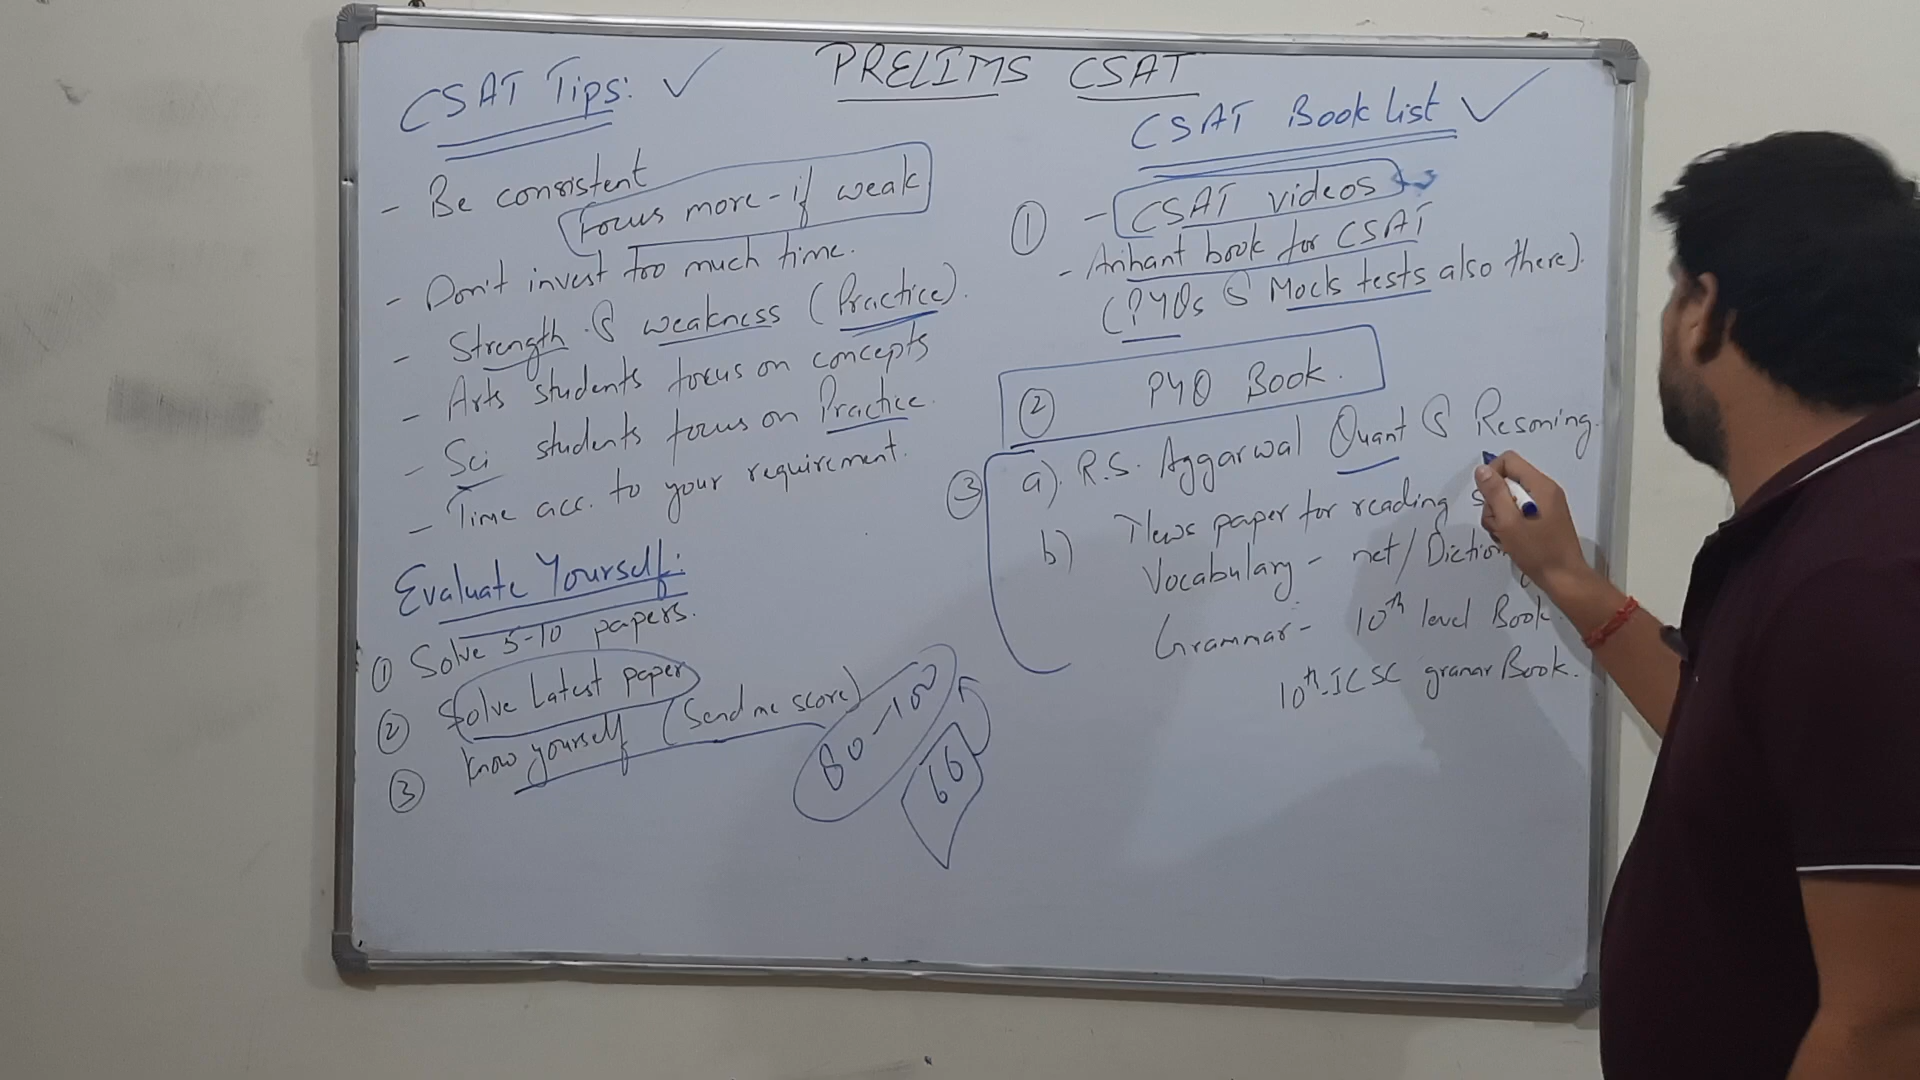 PRELIMS CSAT
CSAT Tips: ✓
- Be consistent
Focus more - if weak
- Don't invest too much time.
- Strength & weakness (Practice).
- Arts students focus on concepts
- Sci students focus on Practice.
- Time acc. to your requirement.
Evaluate Yourself:
① Solve 5-10 papers.
② Solve Latest paper
③ know yourself (Send me score)
80-100
66
CSAT Book list ✓
① - CSAT videos
- Arihant book for CSAT
(PYQs & Mock tests also there).
② PYQ Book.
③ a). R.S. Aggarwal Quant & Resoning.
b) News paper for reading
Vocabulary - net/
Grammar - 10th level Book
10th ICSC granar Book.